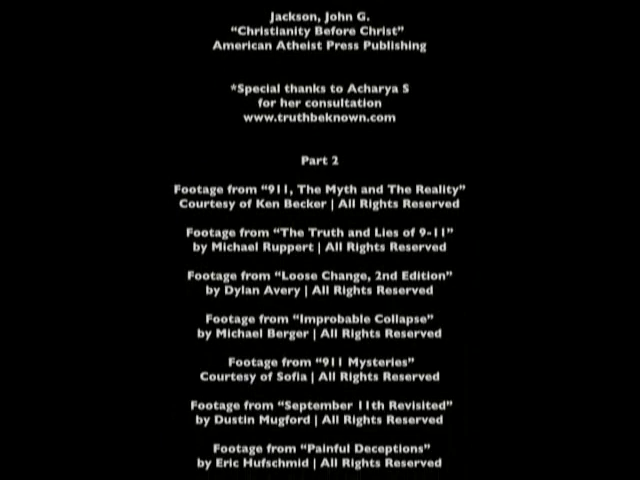 Jackson, John G.
“Christianity Before Christ”
American Atheist Press Publishing
*Special thanks to Acharya S
for her consultation
www.truthbeknown.com
Part 2
Footage from “911, The Myth and The Reality”
Courtesy of Ken Becker | All Rights Reserved
Footage from “The Truth and Lies of 9-11”
by Michael Ruppert | All Rights Reserved
Footage from “Loose Change, 2nd Edition”
by Dylan Avery | All Rights Reserved
Footage from “Improbable Collapse”
by Michael Berger | All Rights Reserved
Footage from “911 Mysteries”
Courtesy of Sofia | All Rights Reserved
Footage from “September 11th Revisited”
by Dustin Mugford | All Rights Reserved
Footage from “Painful Deceptions”
by Eric Hufschmid | All Rights Reserved